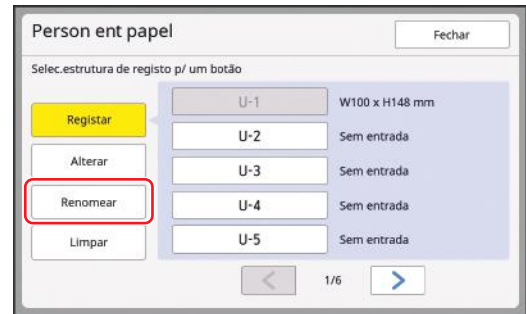 Person ent papel
Fechar
Selec.estrutura de registo p/ um botão
Registar
Alterar
Renomear
Limpar
U-1 W100 x H148 mm
U-2 Sem entrada
U-3 Sem entrada
U-4 Sem entrada
U-5 Sem entrada
1/6